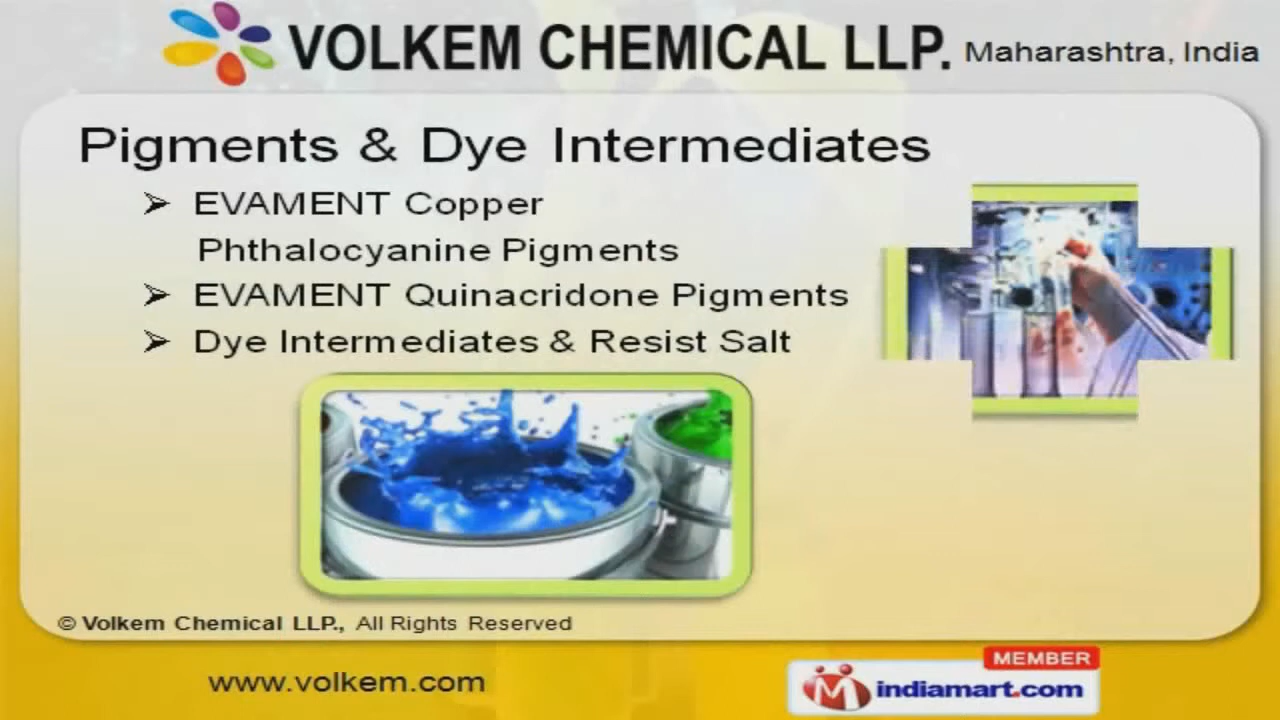 VOLKEM CHEMICAL LLP. Maharashtra, India
Pigments & Dye Intermediates
➢ EVAMENT Copper
Phthalocyanine Pigments
➢ EVAMENT Quinacridone Pigments
➢ Dye Intermediates & Resist Salt
© Volkem Chemical LLP., All Rights Reserved
www.volkem.com
MEMBER
indiamart.com